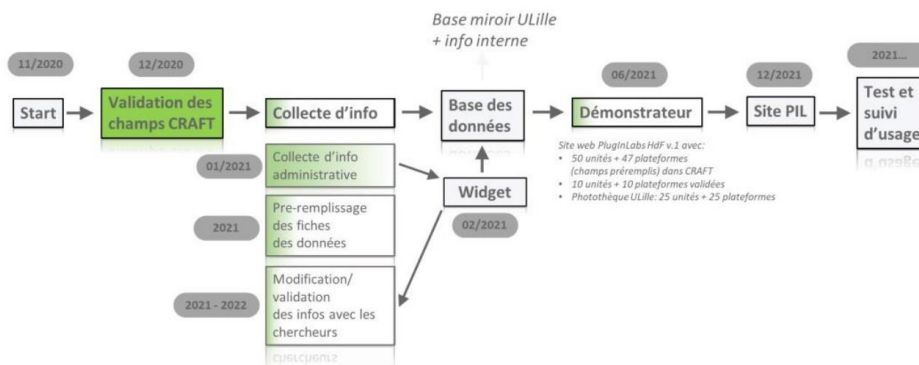 Base miroir ULille
+ info interne
11/2020
12/2020
06/2021
12/2021
2021...
Start
Validation des
champs CRAFT
Collecte d'info
Base des
données
Démonstrateur
Site PIL
Test et
suivi
d'usage
01/2021
Collecte d'info
administrative
Widget
02/2021
Site web PlugInLabs HdF v.1 avec:
• 50 unités + 47 plateformes
(champs préremplis) dans CRAFT
• 10 unités + 10 plateformes validées
• Photothèque ULille: 25 unités + 25 plateformes
2021
Pre-remplissage
des fiches
des données
2021 - 2022
Modification/
validation
des infos avec les
chercheurs